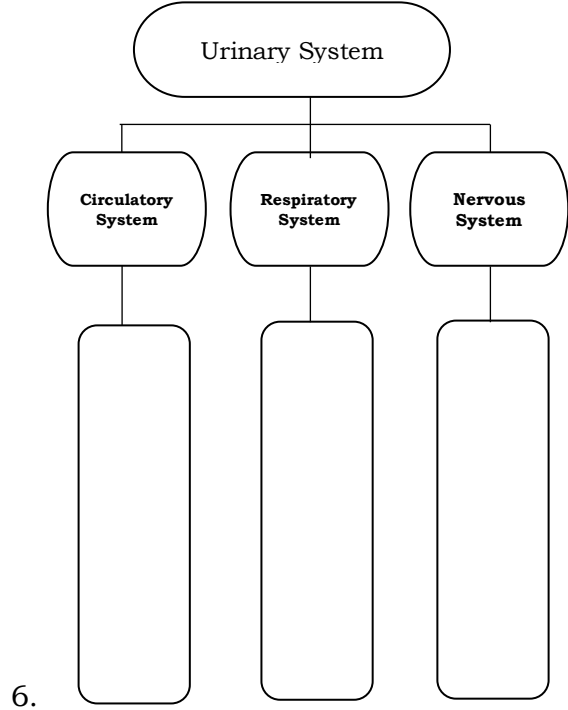 Urinary System
Circulatory
System
Respiratory
System
Nervous
System
6.